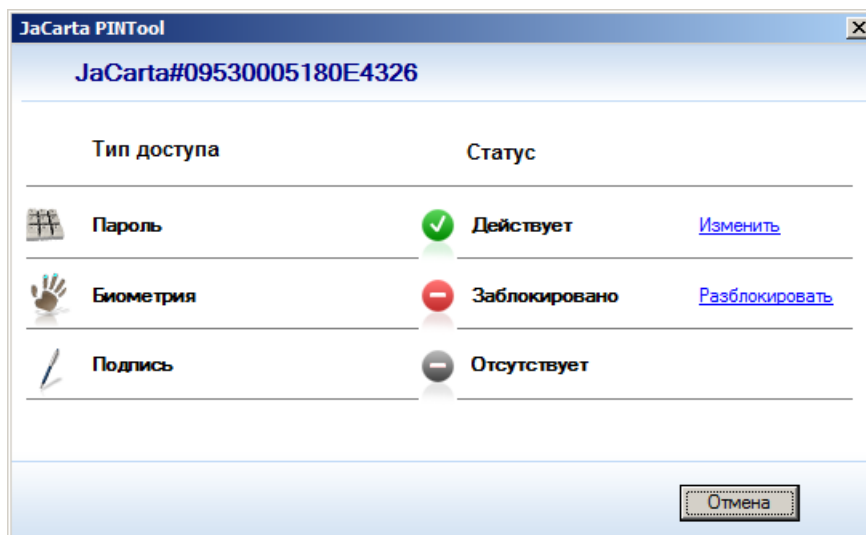 JaCarta PINTool
JaCarta#09530005180E4326
Тип доступа Статус
Пароль Действует Изменить
Биометрия Заблокировано Разблокировать
Подпись Отсутствует
Отмена